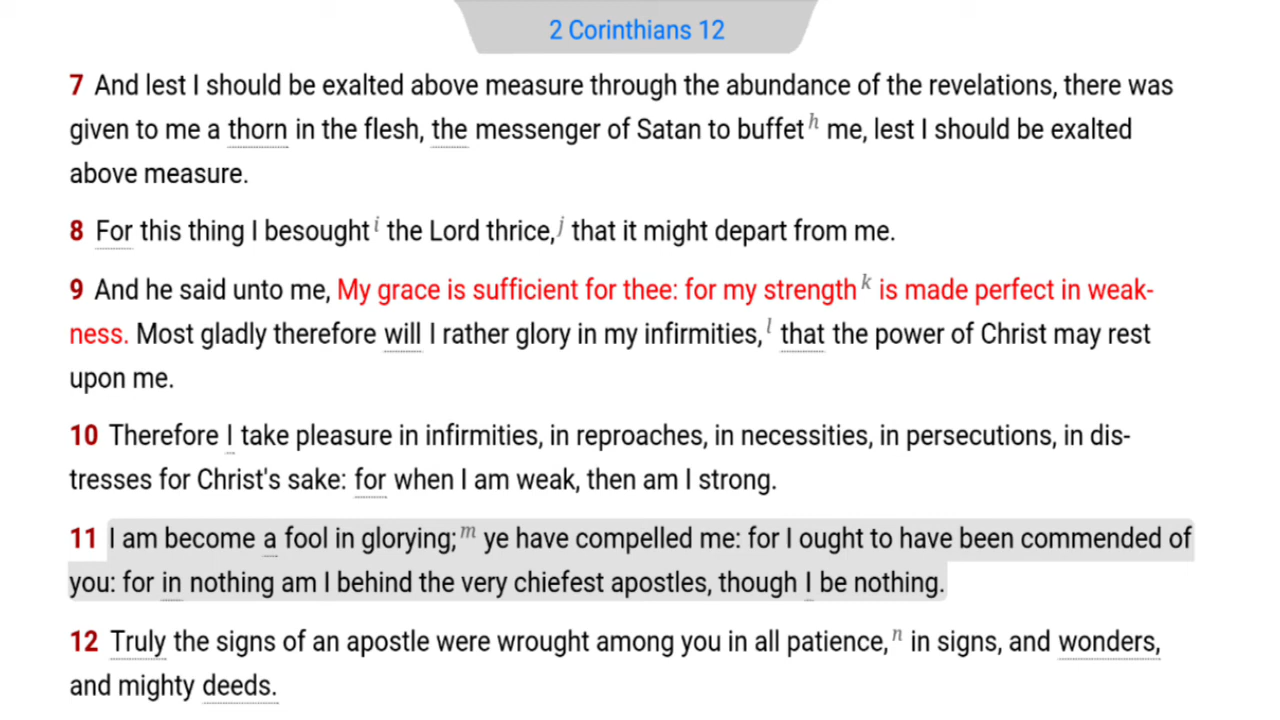 2 Corinthians 12
7 And lest I should be exalted above measure through the abundance of the revelations, there was
given to me a thorn in the flesh, the messenger of Satan to buffet h me, lest I should be exalted
above measure.
8 For this thing I besought i the Lord thrice, j that it might depart from me.
9 And he said unto me, My grace is sufficient for thee: for my strength k is made perfect in weak-
ness. Most gladly therefore will I rather glory in my infirmities, l that the power of Christ may rest
upon me.
10 Therefore I take pleasure in infirmities, in reproaches, in necessities, in persecutions, in dis-
tresses for Christ's sake: for when I am weak, then am I strong.
11 I am become a fool in glorying; m ye have compelled me: for I ought to have been commended of
you: for in nothing am I behind the very chiefest apostles, though I be nothing.
12 Truly the signs of an apostle were wrought among you in all patience, n in signs, and wonders,
and mighty deeds.